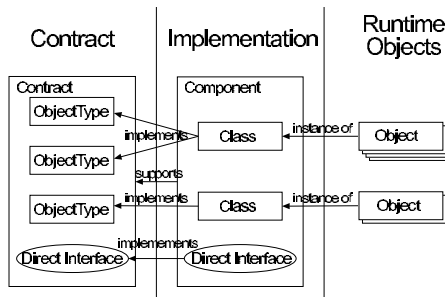 Contract
Implementation
Runtime
Objects
Contract
Component
ObjectType
implements
Class
instance of
Object
ObjectType
supports
ObjectType
implements
Class
instance of
Object
implemements
Direct Interface
Direct Interface